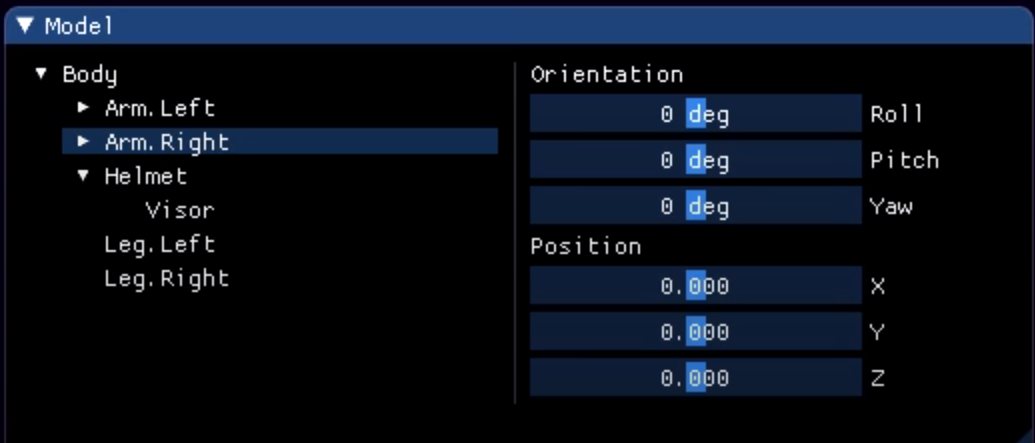 Model
Body
Arm.Left
Arm.Right
Helmet
Visor
Leg.Left
Leg.Right
Orientation
0 deg Roll
0 deg Pitch
0 deg Yaw
Position
0.000 X
0.000 Y
0.000 Z